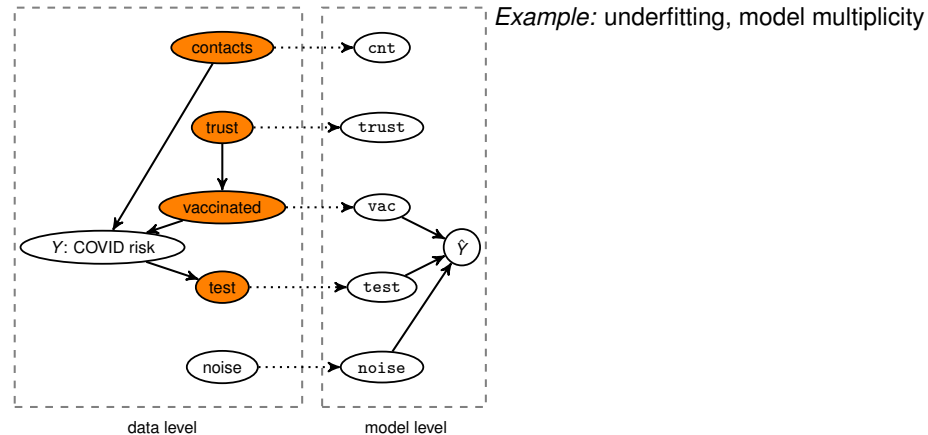 Example: underfitting, model multiplicity
contacts
cnt
trust
trust
vaccinated
vac
Y: COVID risk
Ŷ
test
test
noise
noise
data level
model level